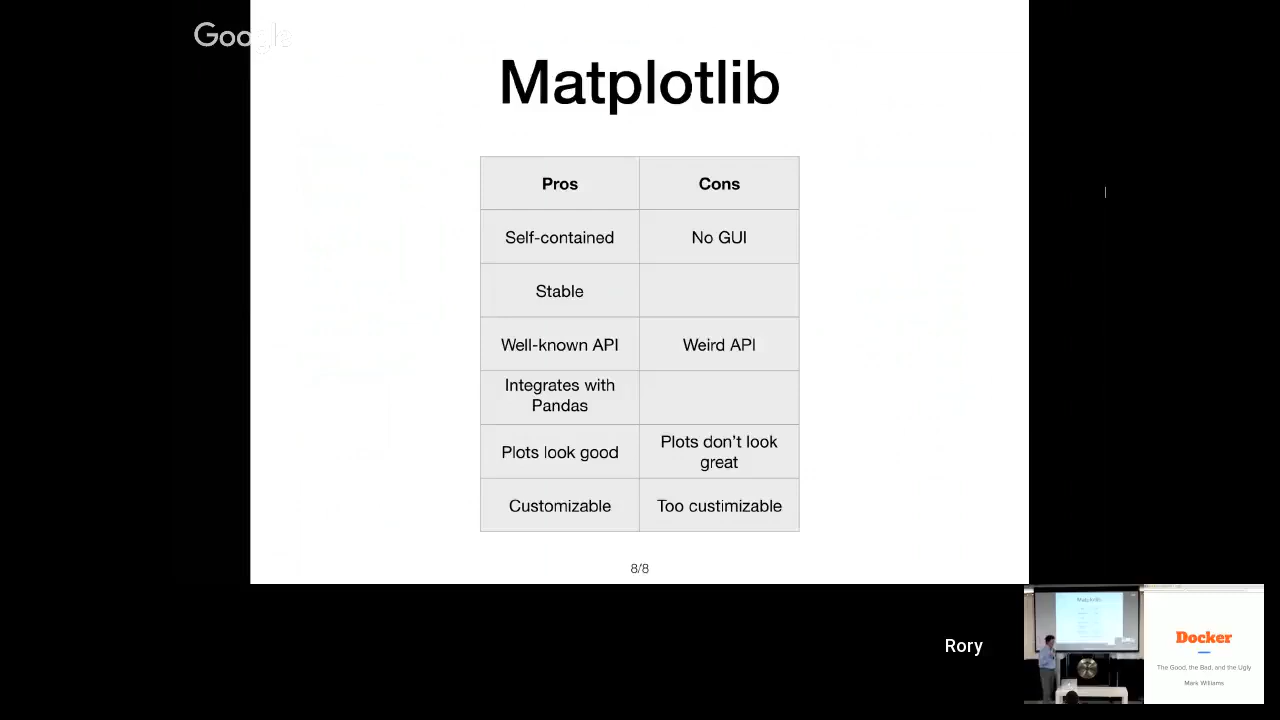 Google
Matplotlib
Pros Cons
Self-contained No GUI
Stable
Well-known API Weird API
Integrates with
Pandas
Plots look good Plots don't look
great
Customizable Too custimizable
8/8
Rory
Matplotlib
Docker
The Good, the Bad, and the Ugly
Mark Williams